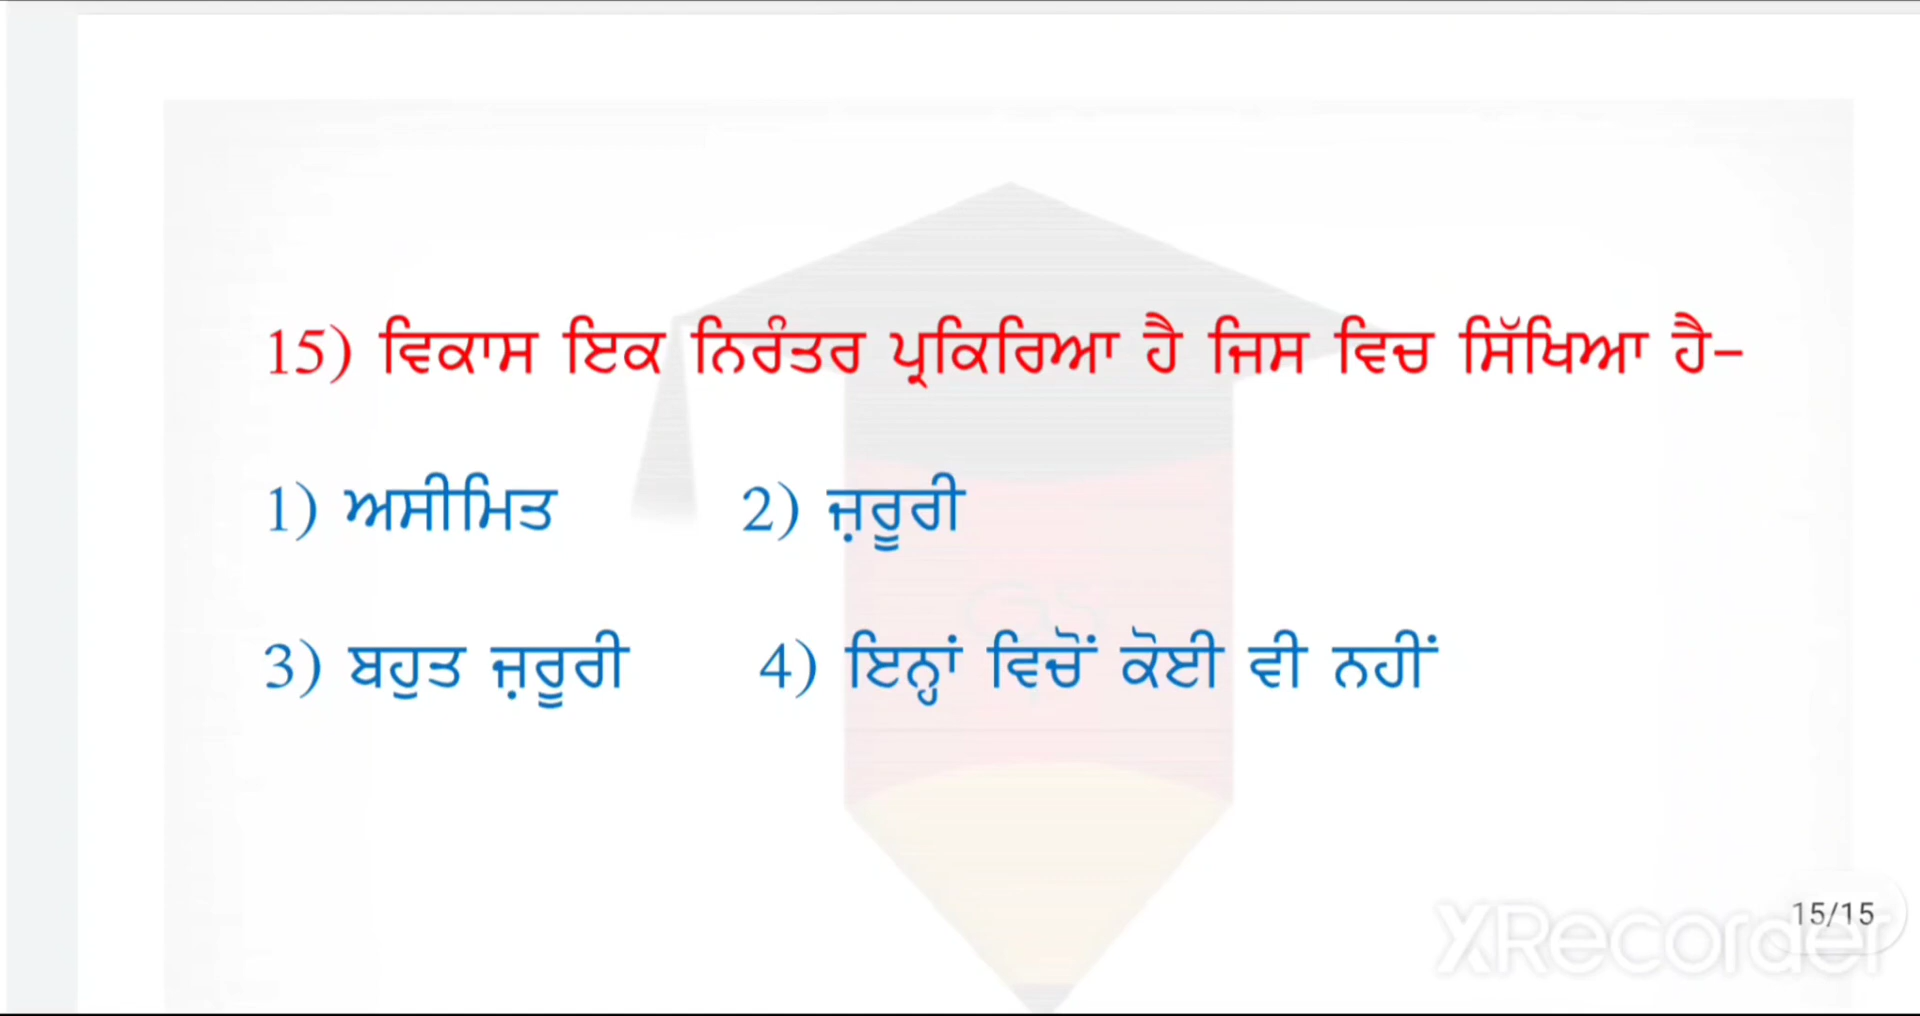 15) ਵਿਕਾਸ ਇਕ ਨਿਰੰਤਰ ਪ੍ਰਕਿਰਿਆ ਹੈ ਜਿਸ ਵਿਚ ਸਿੱਖਿਆ ਹੈ–
1) ਅਸੀਮਿਤ 2) ਜ਼ਰੂਰੀ
3) ਬਹੁਤ ਜ਼ਰੂਰੀ 4) ਇਨ੍ਹਾਂ ਵਿਚੋਂ ਕੋਈ ਵੀ ਨਹੀਂ
15/15
XRecorder